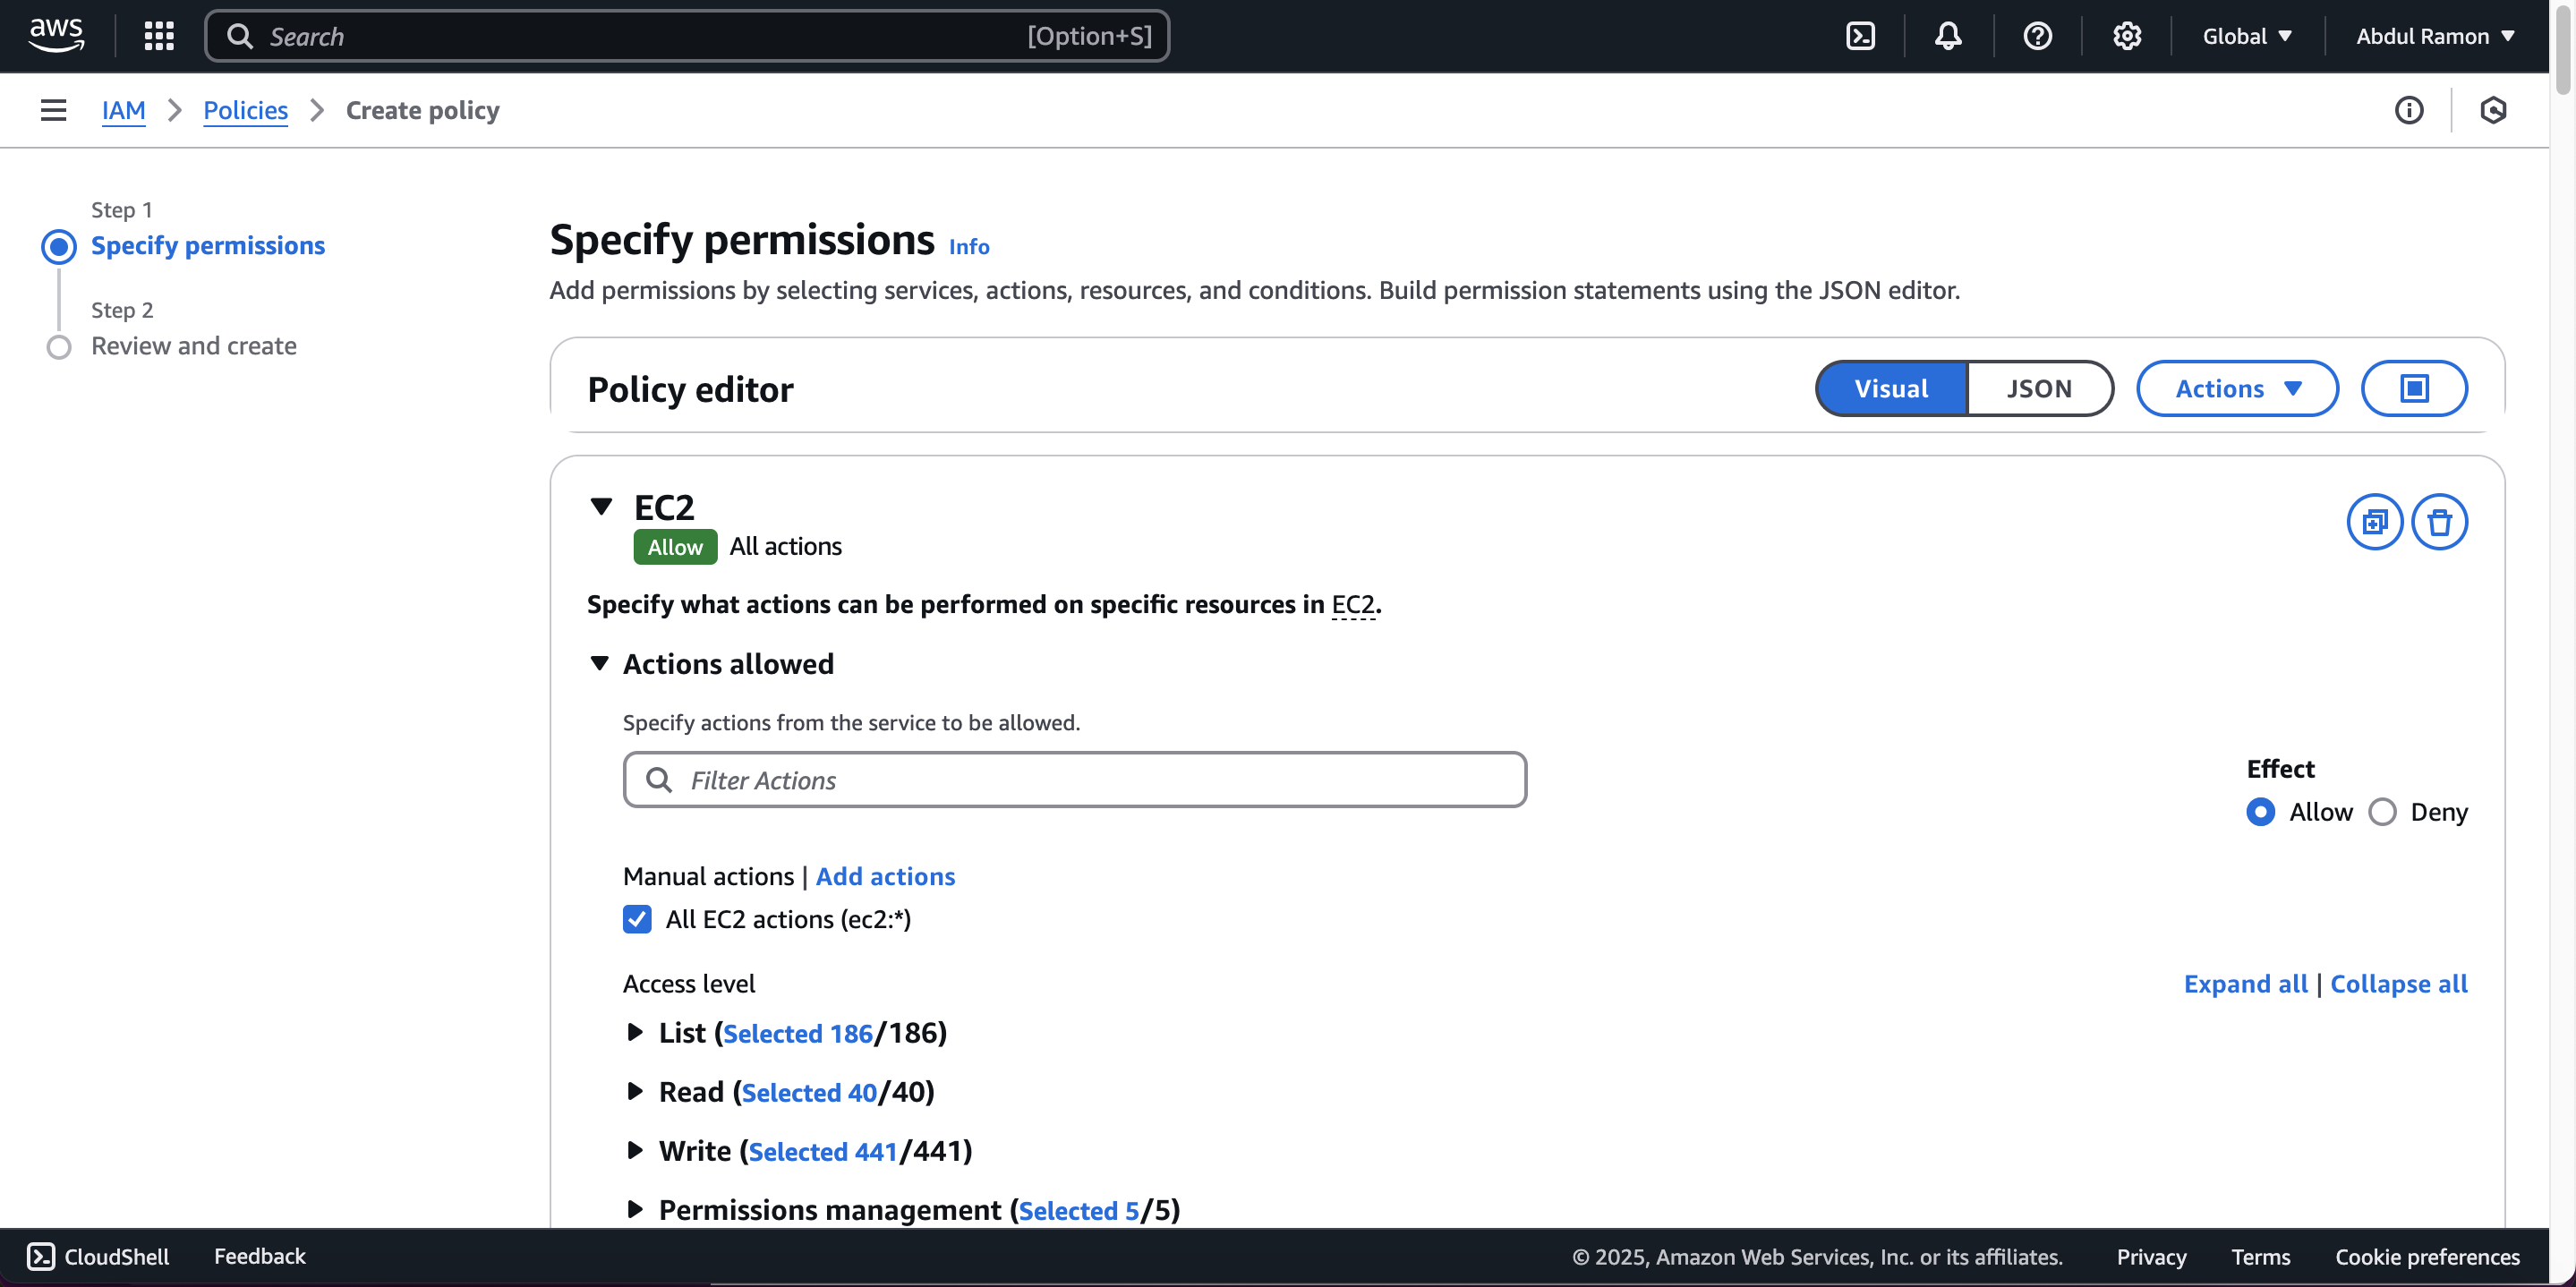 aws Search [Option+S] Global Abdul Ramon
IAM Policies Create policy
Step 1
Specify permissions
Step 2
Review and create
Specify permissions Info
Add permissions by selecting services, actions, resources, and conditions. Build permission statements using the JSON editor.
Policy editor Visual JSON Actions
EC2
Allow All actions
Specify what actions can be performed on specific resources in EC2.
Actions allowed
Specify actions from the service to be allowed.
Filter Actions
Effect
Allow Deny
Manual actions | Add actions
All EC2 actions (ec2:*)
Access level Expand all | Collapse all
List (Selected 186/186)
Read (Selected 40/40)
Write (Selected 441/441)
Permissions management (Selected 5/5)
CloudShell Feedback © 2025, Amazon Web Services, Inc. or its affiliates. Privacy Terms Cookie preferences